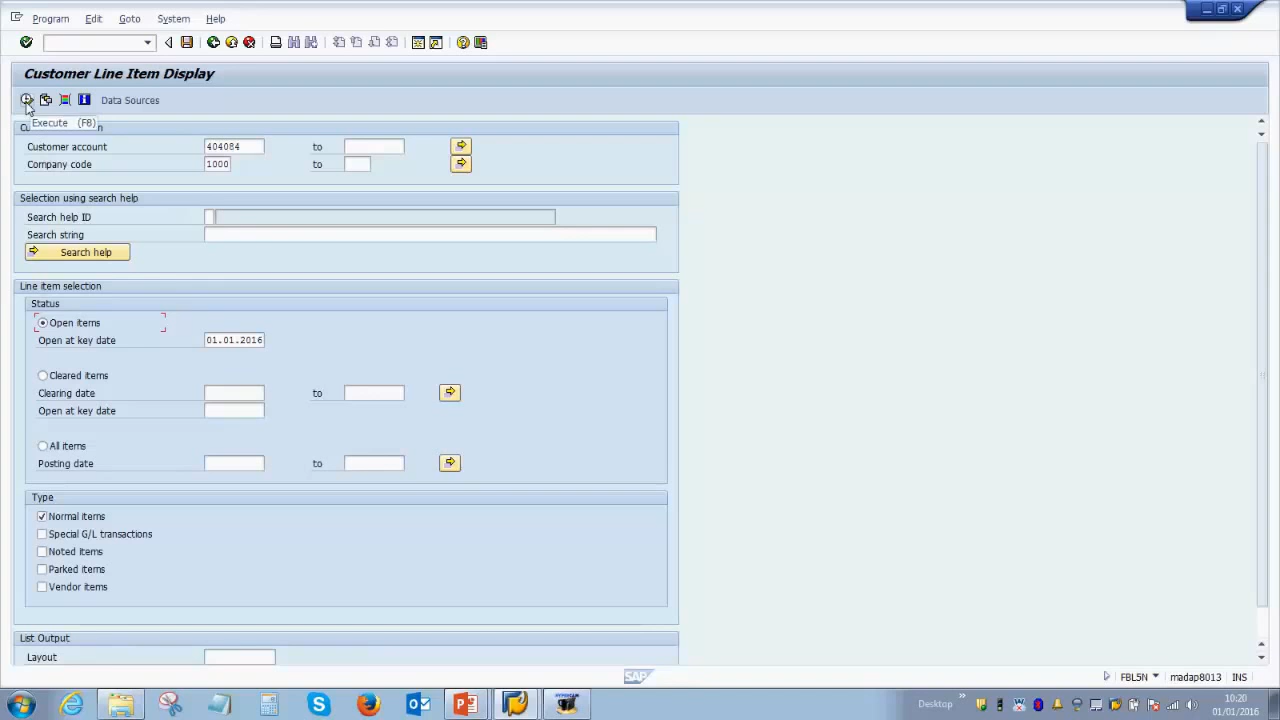 Program Edit Goto System Help
Customer Line Item Display
Data Sources
Execute (F8)
Customer account 404084 to
Company code 1000 to
Selection using search help
Search help ID
Search string
Search help
Line item selection
Status
Open items
Open at key date 01.01.2016
Cleared items
Clearing date to
Open at key date
All items
Posting date to
Type
Normal items
Special G/L transactions
Noted items
Parked items
Vendor items
List Output
Layout
SAP
FBL5N madap8013 INS
Desktop
10:20
01/01/2016